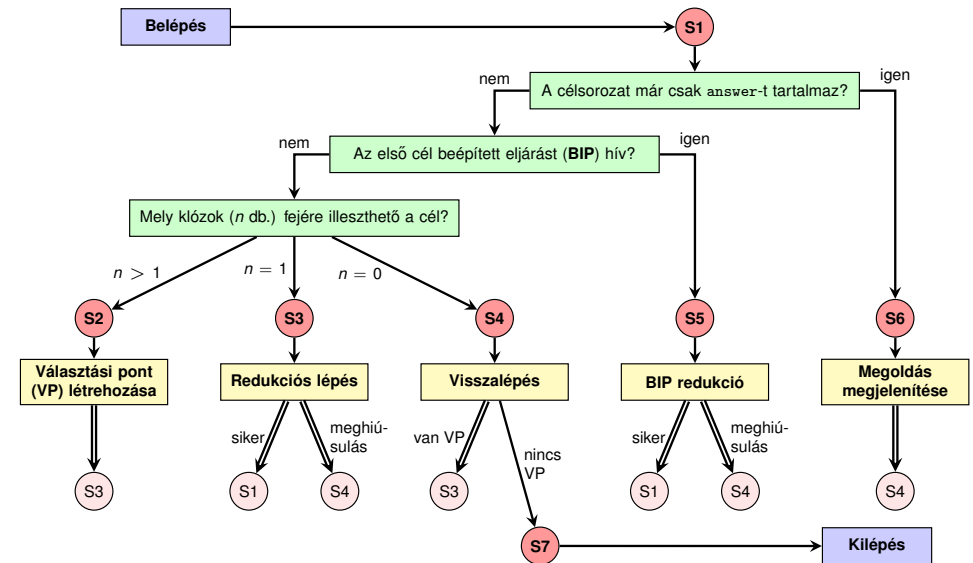 Belépés
S1
A célsorozat már csak answer-t tartalmaz?
nem
igen
Az első cél beépített eljárást (BIP) hív?
nem
igen
Mely klózok (n db.) fejére illeszthető a cél?
n > 1
n = 1
n = 0
S2
S3
S4
S5
S6
Választási pont
(VP) létrehozása
Redukciós lépés
Visszalépés
BIP redukció
Megoldás
megjelenítése
siker
meghiú-
sulás
van VP
nincs
VP
siker
meghiú-
sulás
S3
S1
S4
S3
S1
S4
S4
S7
Kilépés